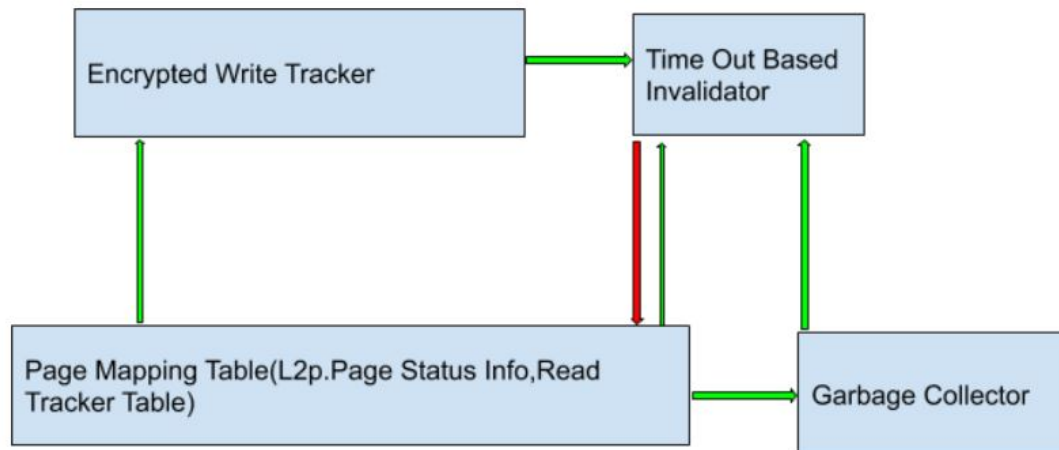 Encrypted Write Tracker
Time Out Based
Invalidator
Page Mapping Table(L2p.Page Status Info,Read
Tracker Table)
Garbage Collector